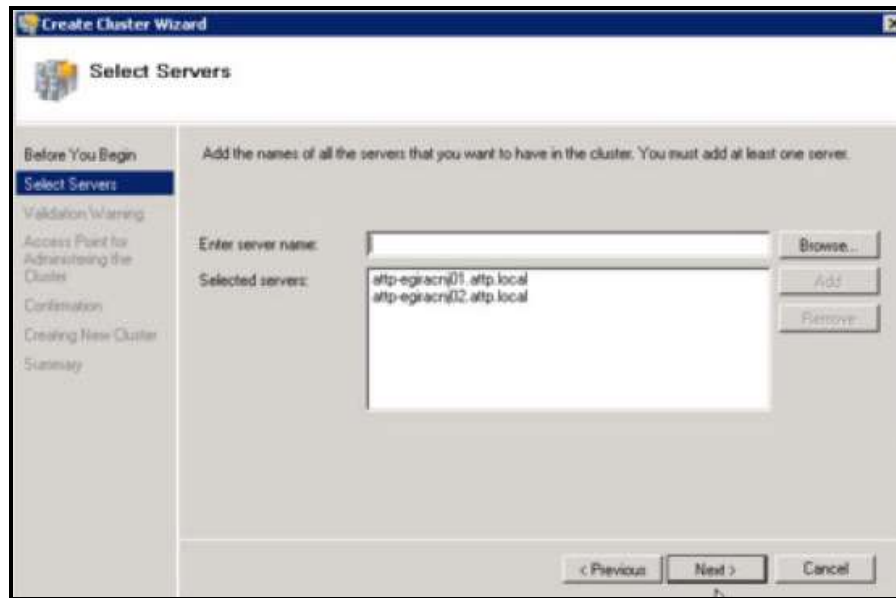 Create Cluster Wizard
Select Servers
Before You Begin
Select Servers
Validation Warning
Access Point for
Administering the
Cluster
Confirmation
Creating New Cluster
Summary
Add the names of all the servers that you want to have in the cluster. You must add at least one server.
Enter server name:
Browse...
Selected servers:
attp-egiracnj01.attp.local
attp-egiracnj02.attp.local
Add
Remove
< Previous
Next >
Cancel